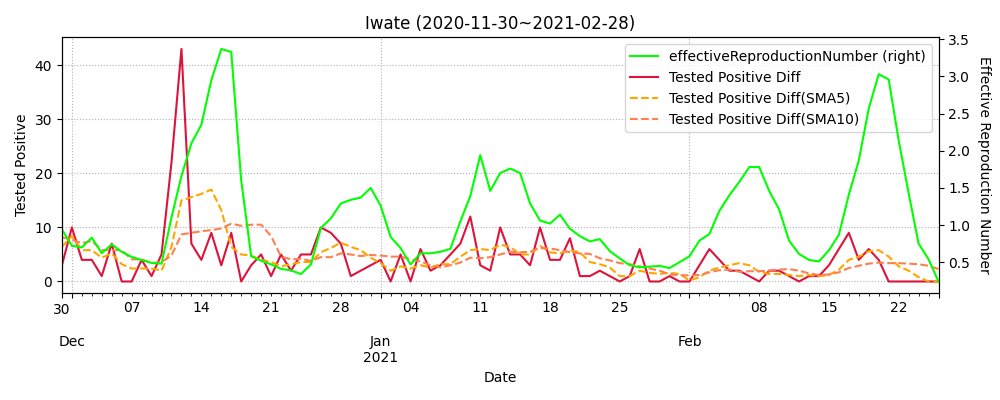 Iwate (2020-11-30~2021-02-28)
effectiveReproductionNumber (right)
Tested Positive Diff
Tested Positive Diff(SMA5)
Tested Positive Diff(SMA10)
Tested Positive
40
30
20
10
0
3.5
3.0
2.5
2.0
1.5
1.0
0.5
Effective Reproduction Number
30 07 14 21 28 04 11 18 25 08 15 22
Dec Jan Feb
2021
Date